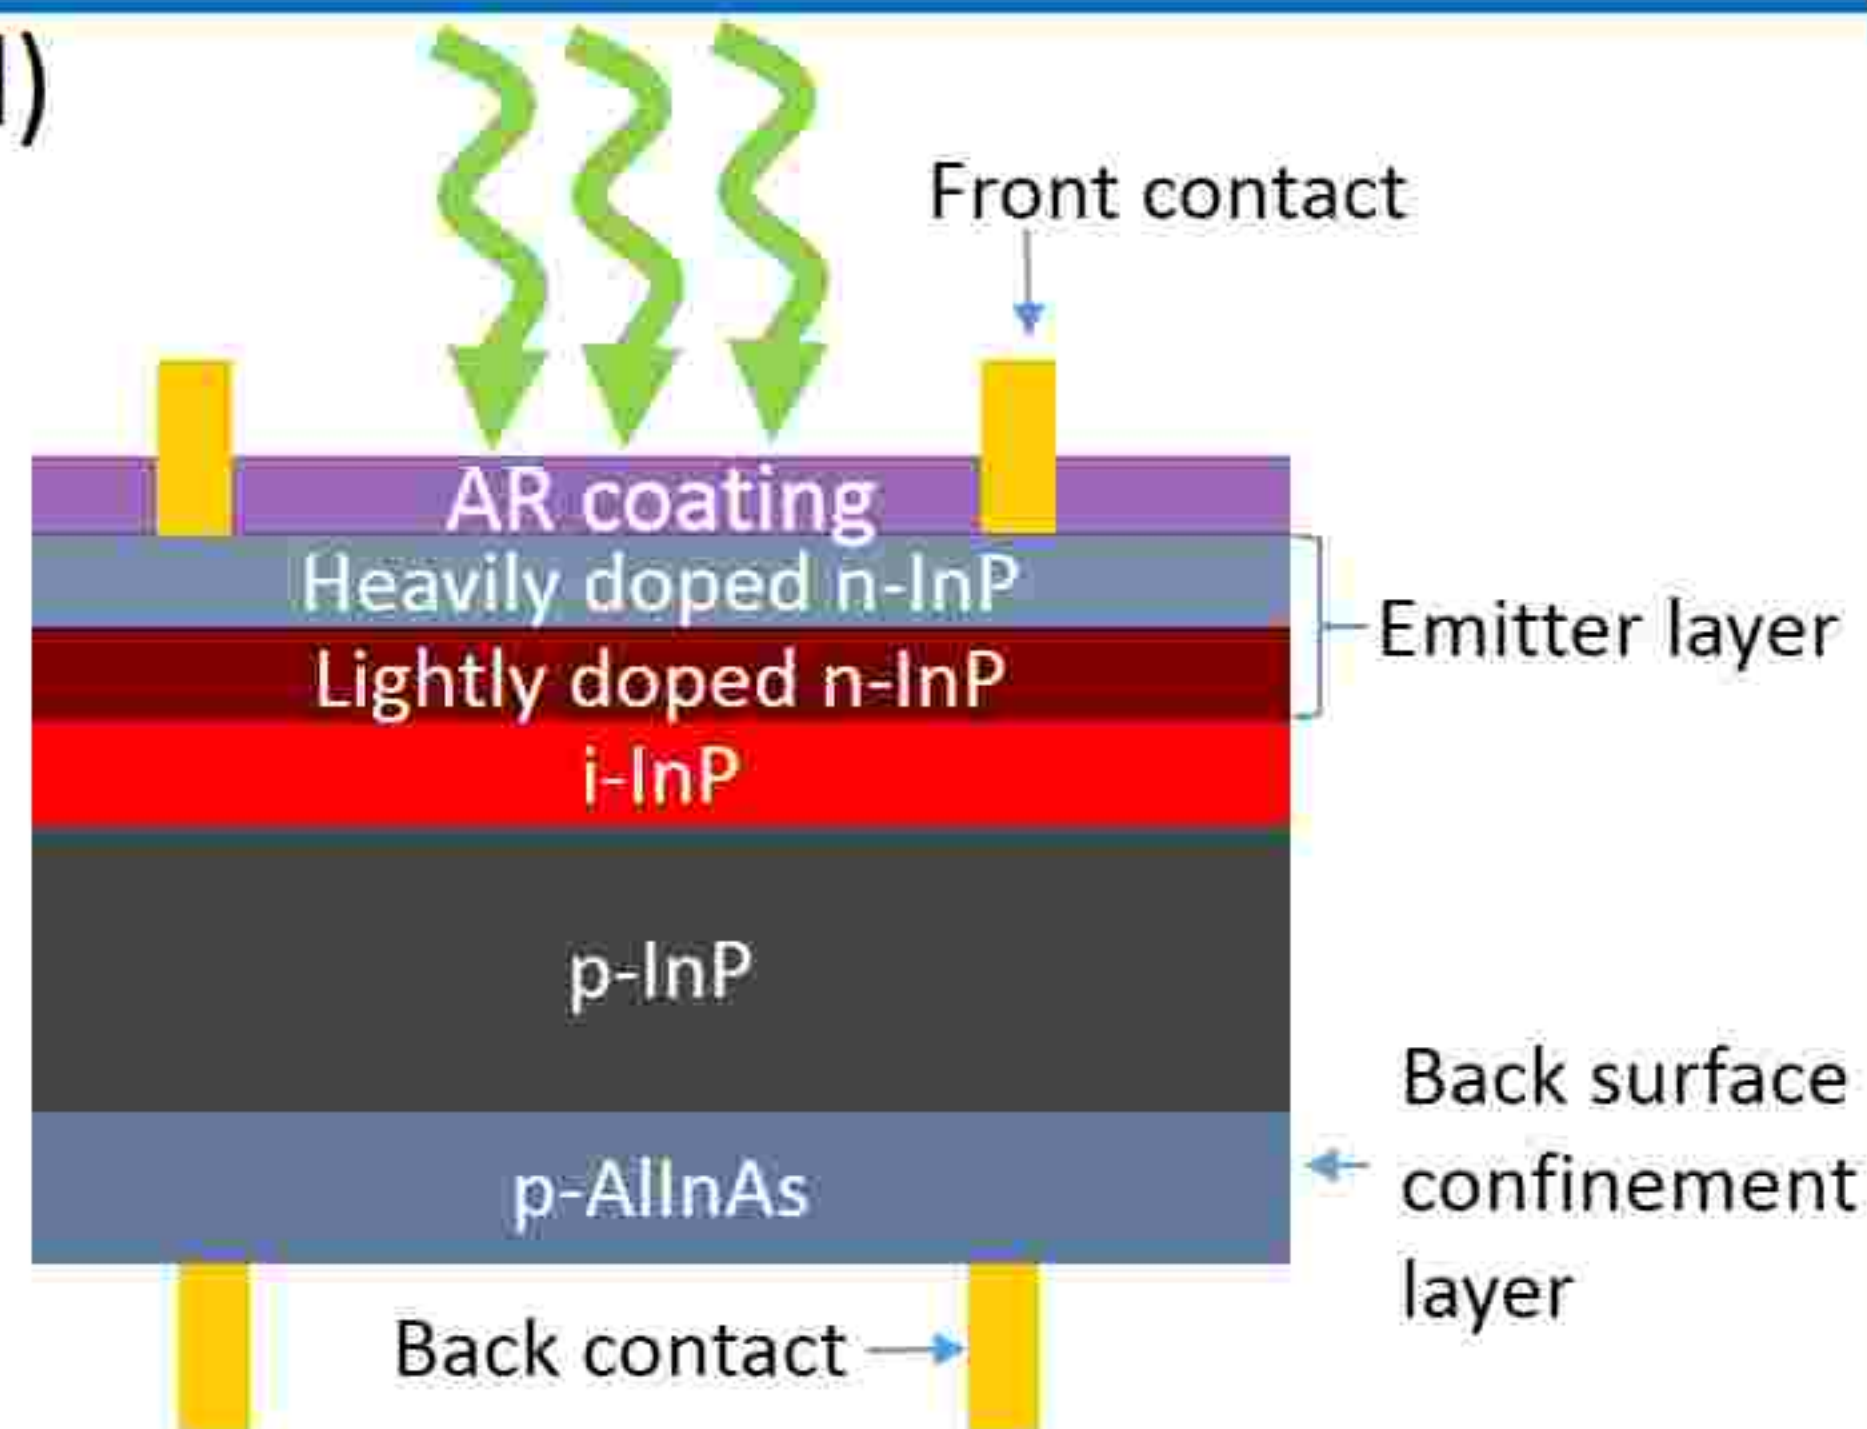 Front contact
AR coating
Heavily doped n-InP
Emitter layer
Lightly doped n-InP
i-InP
p-InP
Back surface
confinement
layer
p-AlInAs
Back contact